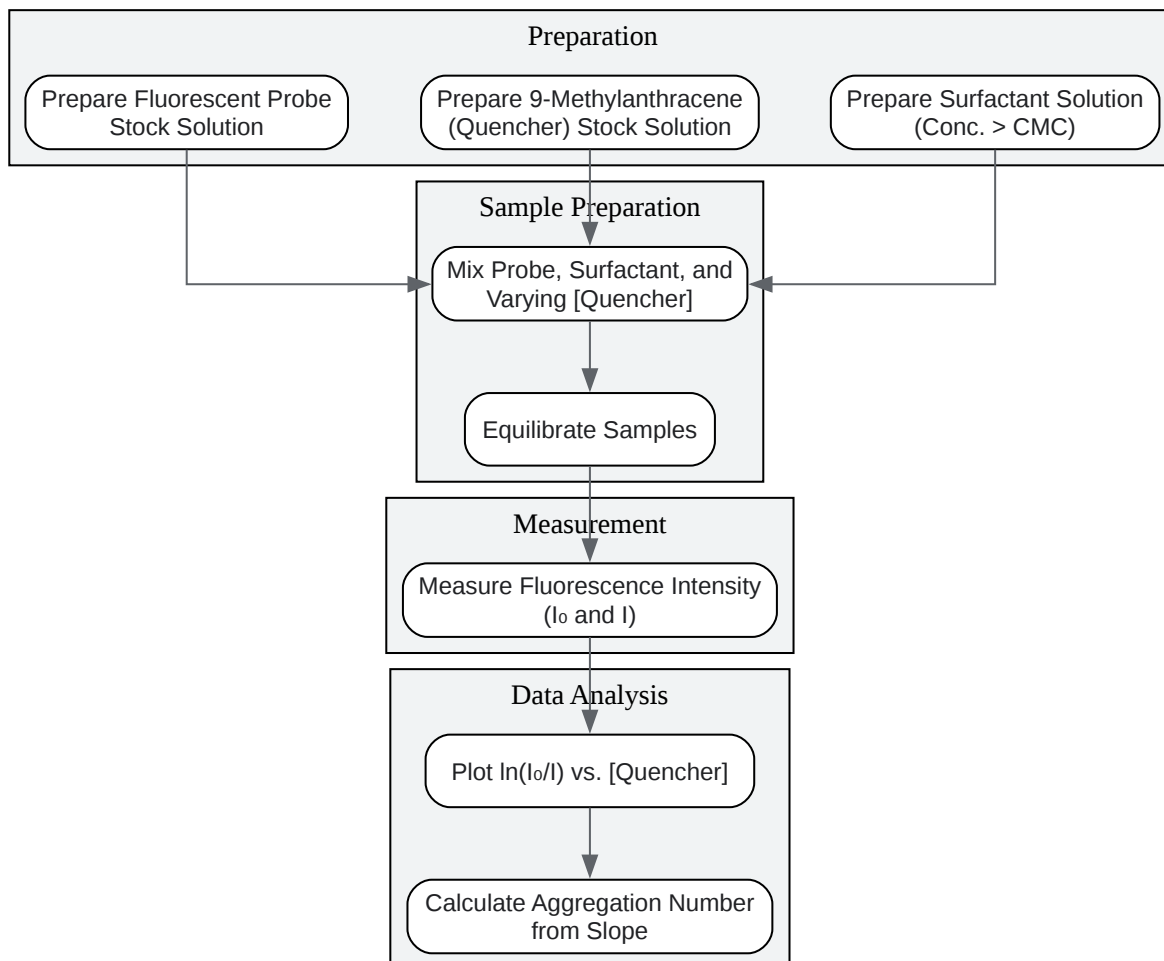 Preparation
Prepare Fluorescent Probe
Stock Solution
Prepare 9-Methylanthracene
(Quencher) Stock Solution
Prepare Surfactant Solution
(Conc. > CMC)
Sample Preparation
Mix Probe, Surfactant, and
Varying [Quencher]
Equilibrate Samples
Measurement
Measure Fluorescence Intensity
(I₀ and I)
Data Analysis
Plot ln(I₀/I) vs. [Quencher]
Calculate Aggregation Number
from Slope